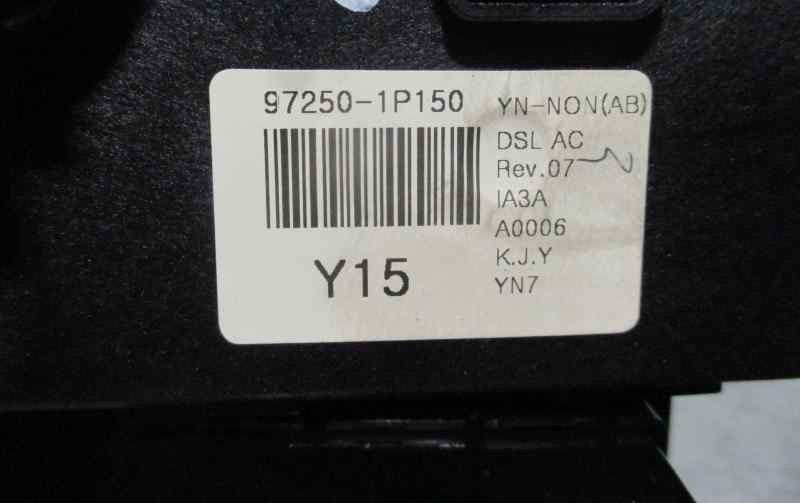 97250-1P150
Y15
YN-NON(AB)
DSL AC
Rev.07
IA3A
A0006
K.J.Y
YN7